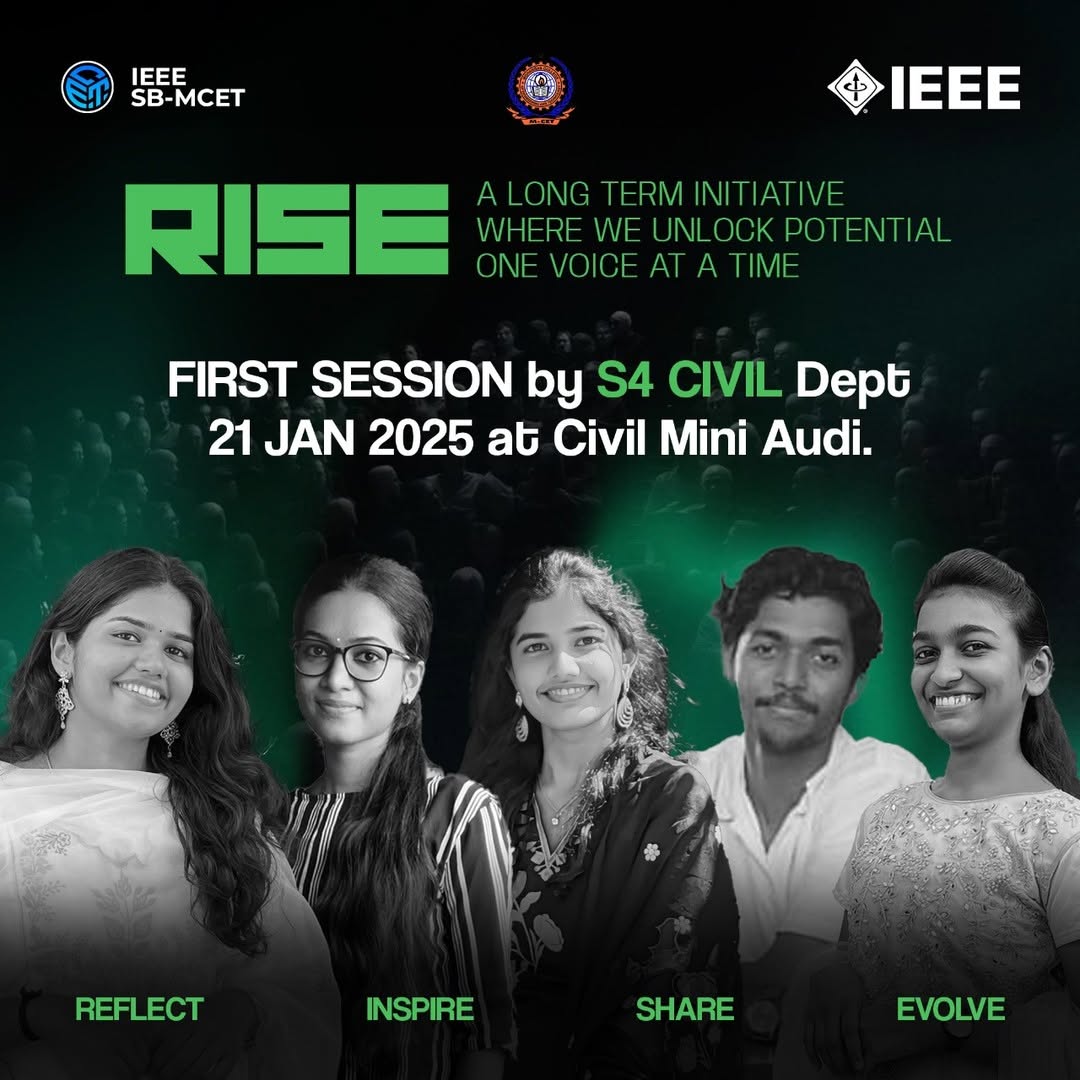 IEEE
SB-MCET
M-CET
IEEE
RISE
A LONG TERM INITIATIVE
WHERE WE UNLOCK POTENTIAL
ONE VOICE AT A TIME
FIRST SESSION by S4 CIVIL Dept
21 JAN 2025 at Civil Mini Audi.
REFLECT
INSPIRE
SHARE
EVOLVE